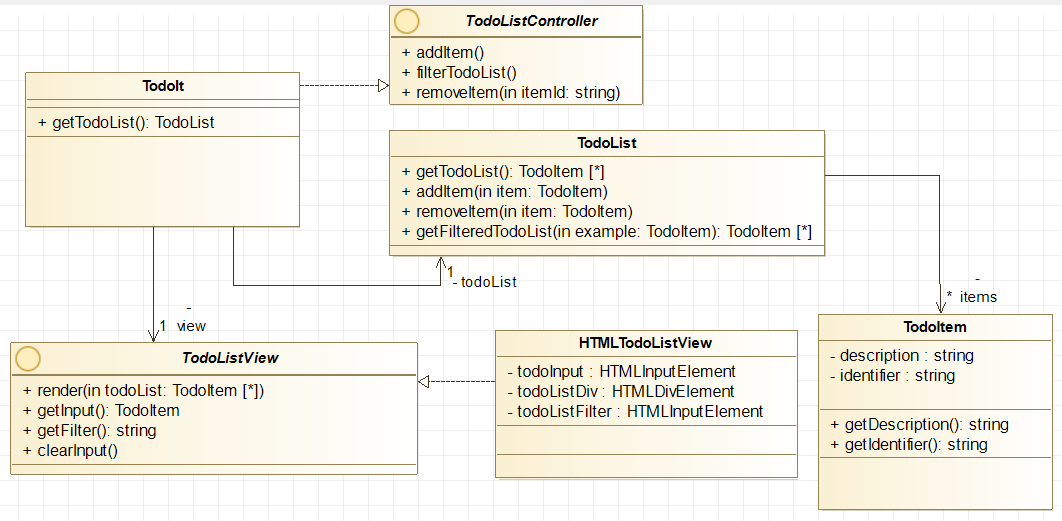 TodoListController
+ addItem()
+ filterTodoList()
+ removeItem(in itemId: string)
TodoIt
+ getTodoList(): TodoList
TodoList
+ getTodoList(): TodoItem [*]
+ addItem(in item: TodoItem)
+ removeItem(in item: TodoItem)
+ getFilteredTodoList(in example: TodoItem): TodoItem [*]
1
- todoList
-
* items
-
1 view
TodoListView
+ render(in todoList: TodoItem [*])
+ getInput(): TodoItem
+ getFilter(): string
+ clearInput()
HTMLTodoListView
- todoInput : HTMLInputElement
- todoListDiv : HTMLDivElement
- todoListFilter : HTMLInputElement
TodoItem
- description : string
- identifier : string
+ getDescription(): string
+ getIdentifier(): string